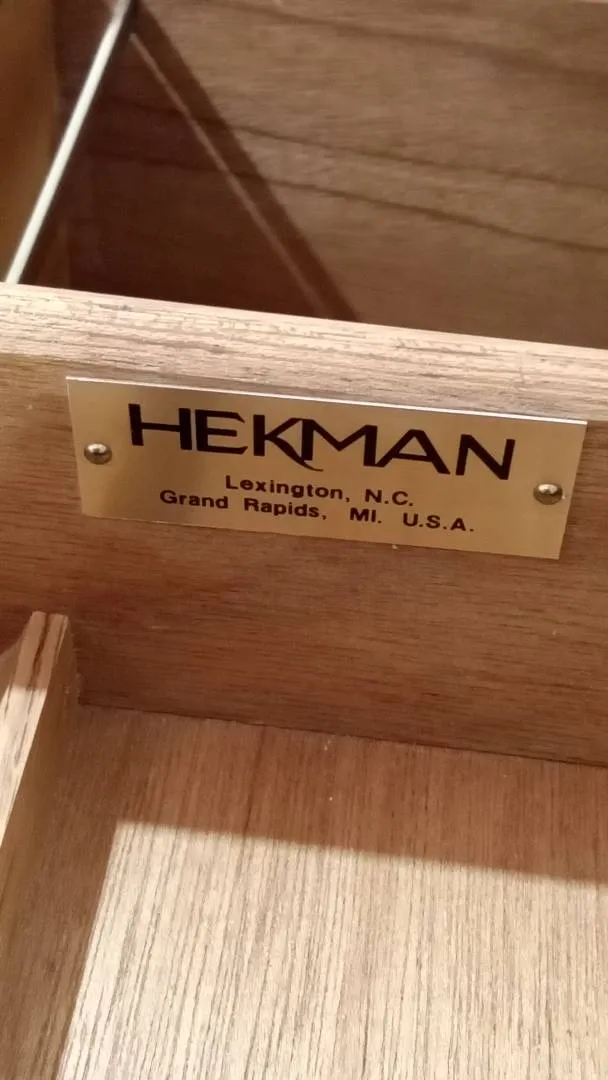 HEKMAN
Lexington, N.C.
Grand Rapids, MI. U.S.A.